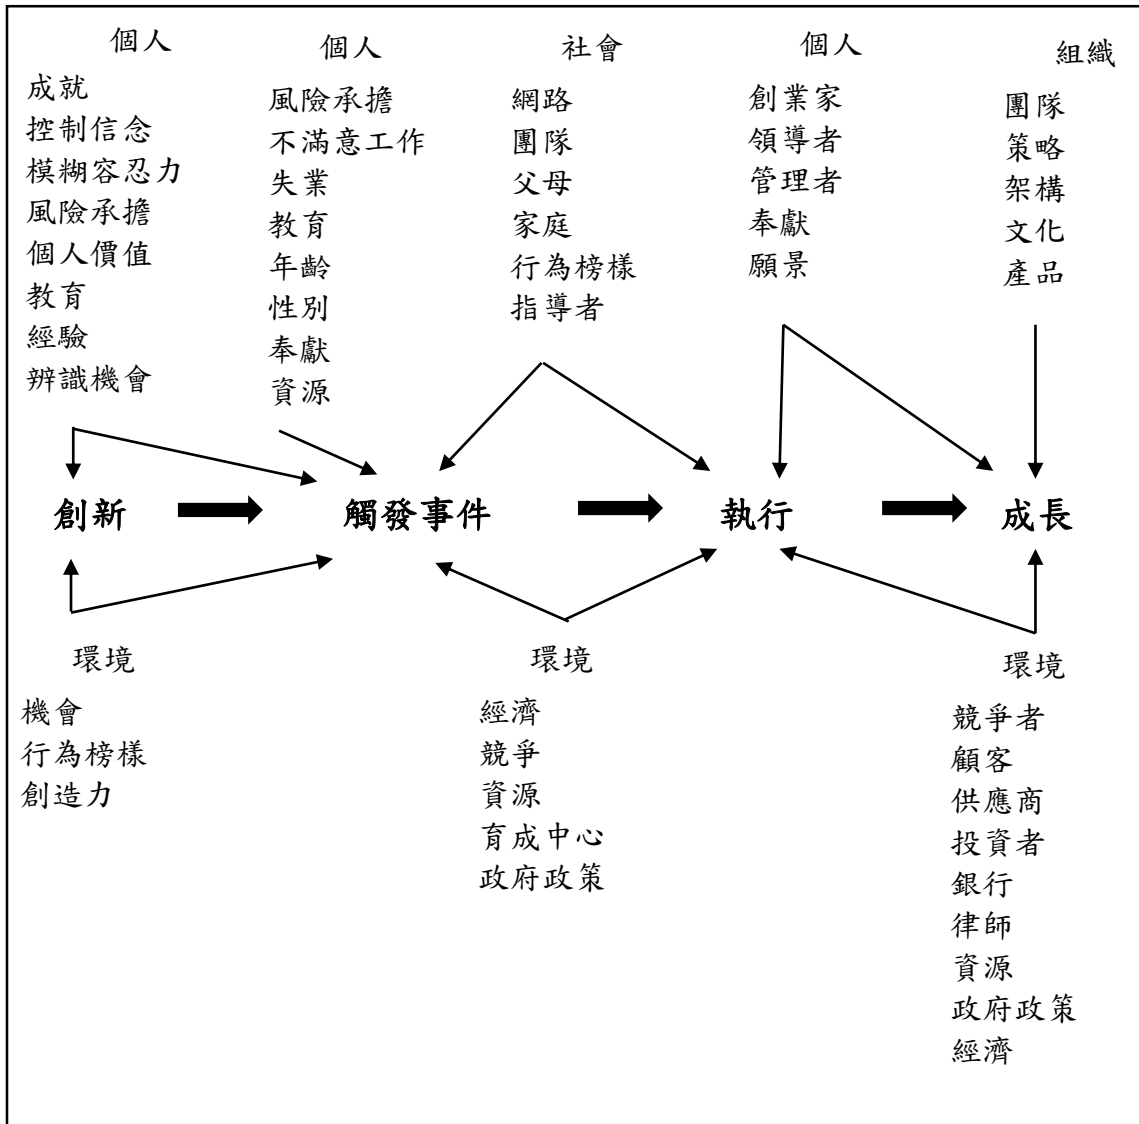 個人
成就
控制信念
模糊容忍力
風險承擔
個人價值
教育
經驗
辨識機會
個人
風險承擔
不滿意工作
失業
教育
年齡
性別
奉獻
資源
社會
網路
團隊
父母
家庭
行為榜樣
指導者
個人
創業家
領導者
管理者
奉獻
願景
組織
團隊
策略
架構
文化
產品
創新
觸發事件
執行
成長
環境
機會
行為榜樣
創造力
環境
經濟
競爭
資源
育成中心
政府政策
環境
競爭者
顧客
供應商
投資者
銀行
律師
資源
政府政策
經濟